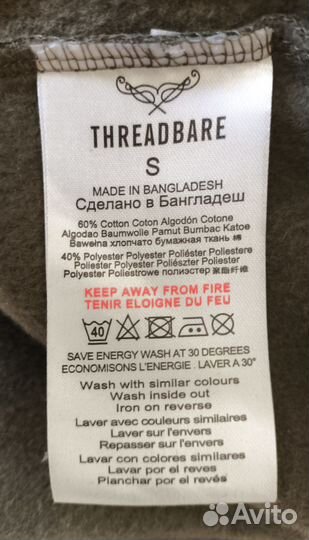 THREADBARE
S
MADE IN BANGLADESH
Сделано в Бангладеш
60% Cotton Coton Algodón Cotone
Algodao Baumwolle Pamut Bumbac Катое
Bawełna хлопчато бумажная ткань 棉
40% Polyester Polyester Poliéster Poliestere
Poliester Polyester Poliészter Poliester
Polyester Poliestrowe полиэстер 聚酯纤维
KEEP AWAY FROM FIRE
TENIR ELOIGNE DU FEU
40
SAVE ENERGY WASH AT 30 DEGREES
ECONOMISONS L'ENERGIE . LAVER A 30°
Wash with similar colours
Wash inside out
Iron on reverse
Laver avec couleurs similaires
Laver sur l'envers
Repasser sur l'envers
Lavar con colores similares
Lavar por el reves
Planchar por el reves
Avito